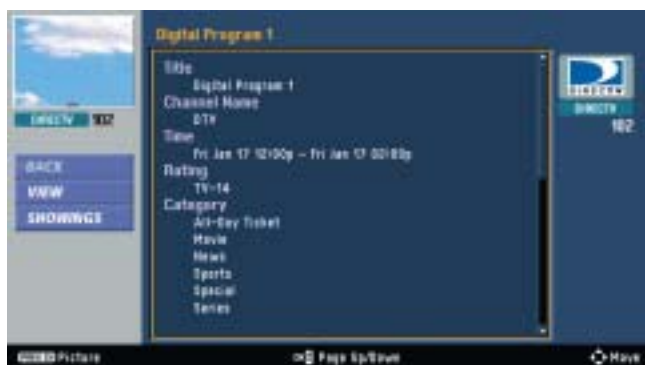 Digital Program 1
Title
Digital Program 1
Channel Name
DTV
Time
Fri Jan 17 12:00p - Fri Jan 17 02:00p
Rating
TV-14
Category
All-Day Ticket
Movie
News
Sports
Special
Series
DIRECTV 102
BACK
VIEW
SHOWINGS
DIRECTV
DIRECTV
102
Picture
Page Up/Down
Move